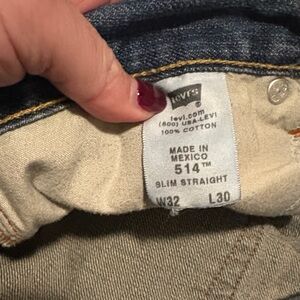 Levi's
levi.com
(800) USA-LEVI
100% COTTON
MADE IN
MEXICO
514™
SLIM STRAIGHT
W32 L30